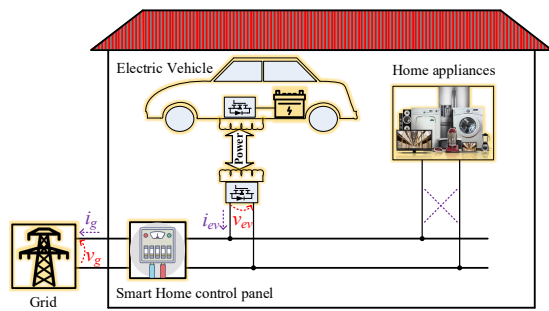 Electric Vehicle
Home appliances
Power
i_g
i_ev
v_ev
v_g
Smart Home control panel
Grid